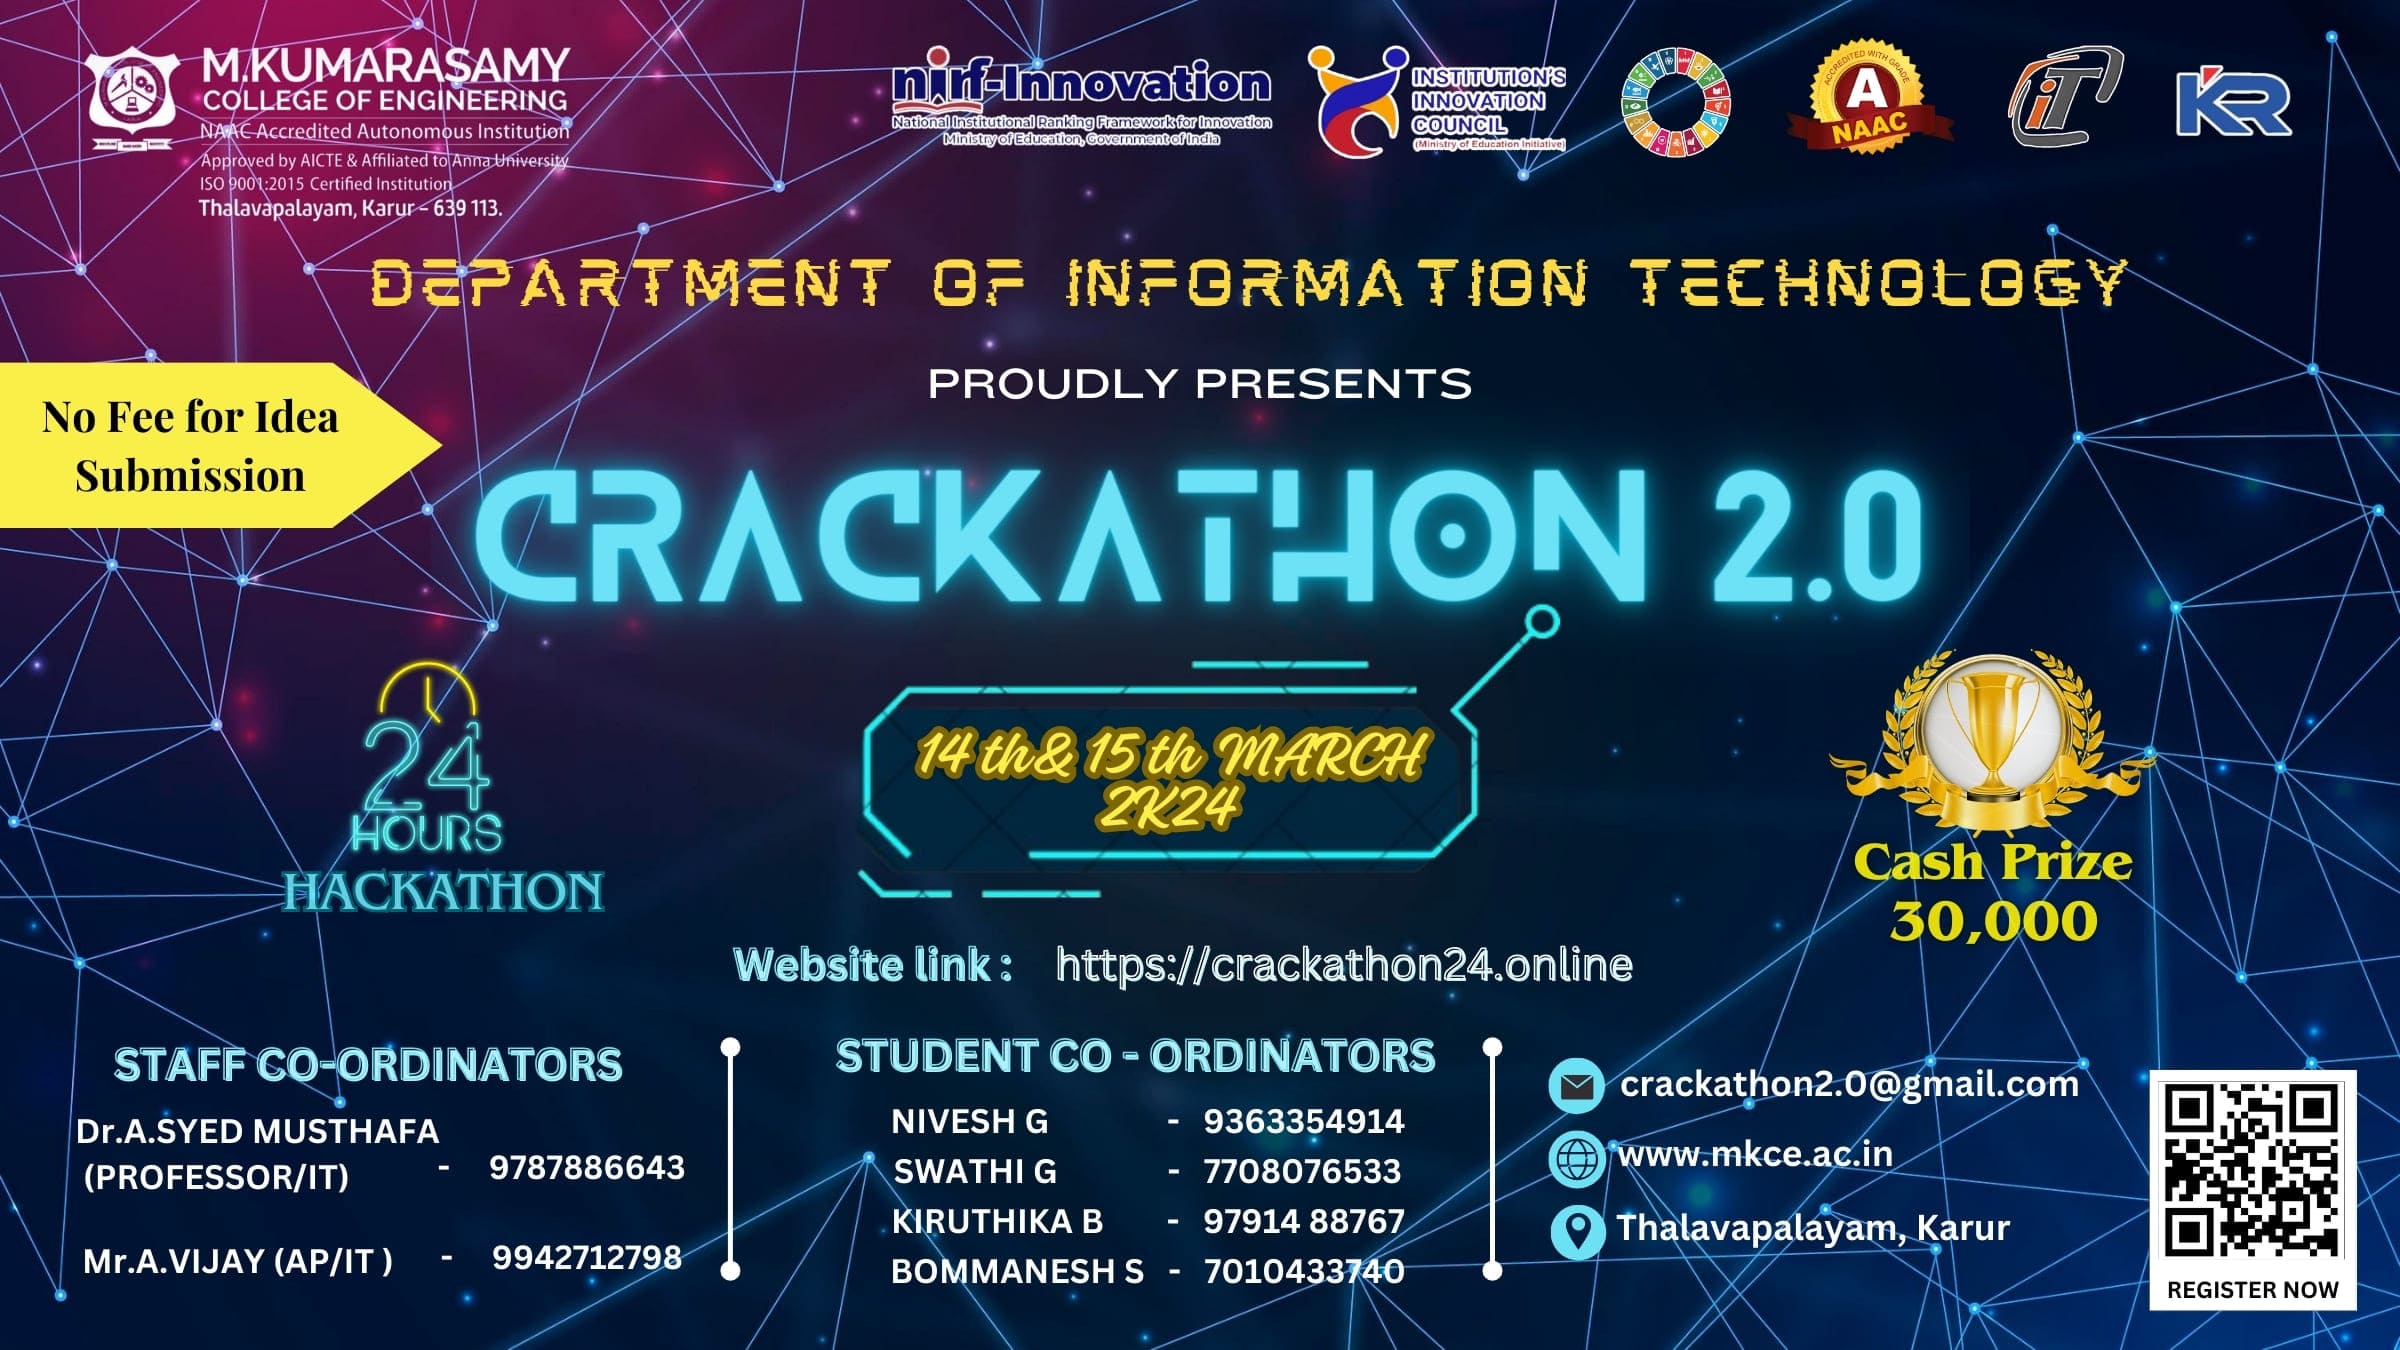 M.KUMARASAMY
COLLEGE OF ENGINEERING
NAAC Accredited Autonomous Institution
Approved by AICTE & Affiliated to Anna University
ISO 9001:2015 Certified Institution
Thalavapalayam, Karur – 639 113.
nirf-Innovation
National Institutional Ranking Framework for Innovation
Ministry of Education, Government of India
INSTITUTION'S
INNOVATION
COUNCIL
(Ministry of Education Initiative)
ACCREDITED WITH GRADE
A
NAAC
iT
KR
DEPARTMENT OF INFORMATION TECHNOLOGY
PROUDLY PRESENTS
No Fee for Idea
Submission
CRACKATHON 2.0
24
HOURS
HACKATHON
14 th& 15 th MARCH
2K24
Cash Prize
30,000
Website link : https://crackathon24.online
STAFF CO-ORDINATORS
Dr.A.SYED MUSTHAFA
(PROFESSOR/IT) - 9787886643
Mr.A.VIJAY (AP/IT ) - 9942712798
STUDENT CO - ORDINATORS
NIVESH G - 9363354914
SWATHI G - 7708076533
KIRUTHIKA B - 97914 88767
BOMMANESH S - 7010433740
crackathon2.0@gmail.com
www.mkce.ac.in
Thalavapalayam, Karur
REGISTER NOW